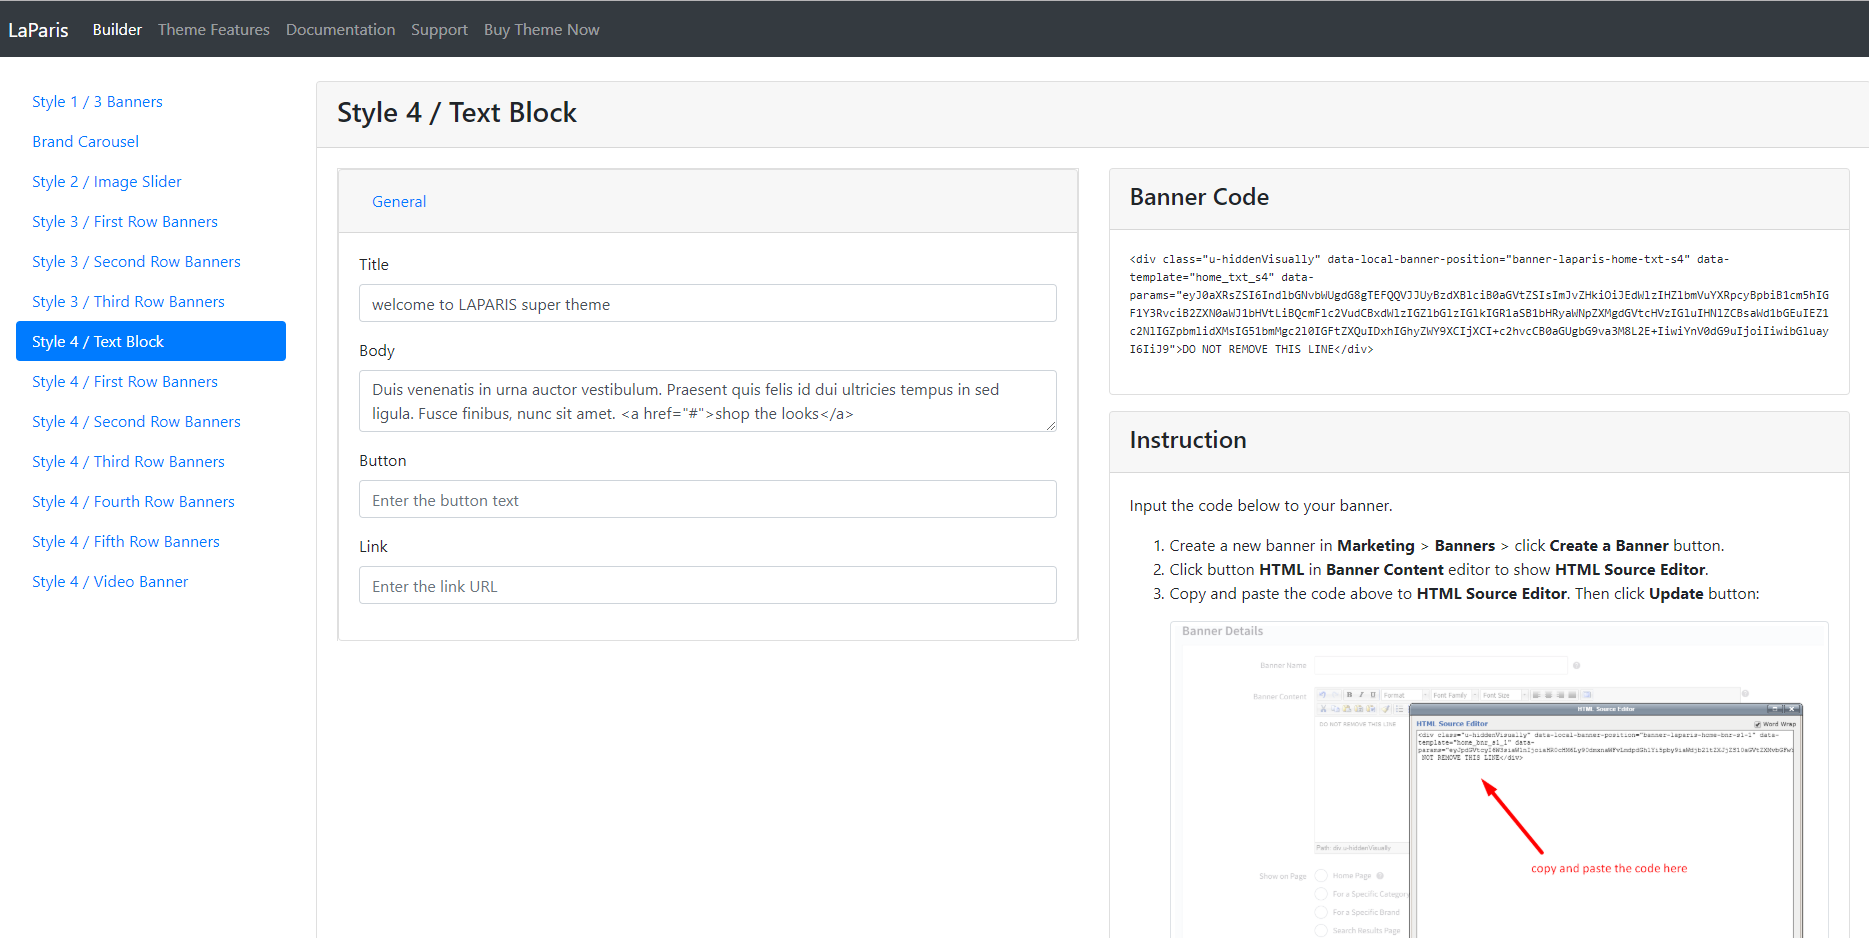 LaParis Builder Theme Features Documentation Support Buy Theme Now
Style 1 / 3 Banners
Brand Carousel
Style 2 / Image Slider
Style 3 / First Row Banners
Style 3 / Second Row Banners
Style 3 / Third Row Banners
Style 4 / Text Block
Style 4 / First Row Banners
Style 4 / Second Row Banners
Style 4 / Third Row Banners
Style 4 / Fourth Row Banners
Style 4 / Fifth Row Banners
Style 4 / Video Banner
Style 4 / Text Block
General
Title
welcome to LAPARIS super theme
Body
Duis venenatis in urna auctor vestibulum. Praesent quis felis id dui ultricies tempus in sed
ligula. Fusce finibus, nunc sit amet. <a href="#">shop the looks</a>
Button
Enter the button text
Link
Enter the link URL
Banner Code
<div class="u-hiddenVisually" data-local-banner-position="banner-laparis-home-txt-s4" data-
template="home_txt_s4" data-
params="eyJ0aXRsZSI6IndlbGNvbWUgdG8gTEFQQVJJUyBzdXBlciB0aGVtZSIsImJvZHkiOiJEdWlzIHZlbmVuYXRpcyBpbiB1cm5hIG
F1Y3RvciB2ZXN0aWJ1bHVtLiBQcmFlc2VudCBxdWlzIGZlbGlzIGlkIGR1aSB1bHRyaWNpZXMgdGVtcHVzIGluIHNlZCBsaWd1bGEuIEZ1
c2NlIGZpbmlidXMsIG51bmMgc2l0IGFtZXQuIDxhIGhyZWY9XCIjXCI+c2hvcCB0aGUgbG9va3M8L2E+IiwiYnV0dG9uIjoiIiwibGluay
I6IiJ9">DO NOT REMOVE THIS LINE</div>
Instruction
Input the code below to your banner.
1. Create a new banner in Marketing > Banners > click Create a Banner button.
2. Click button HTML in Banner Content editor to show HTML Source Editor.
3. Copy and paste the code above to HTML Source Editor. Then click Update button:
Banner Details
Banner Name
Banner Content
B I U Format Font Family Font Size
DO NOT REMOVE THIS LINE
HTML Source Editor
HTML Source Editor
Word Wrap
<div class="u-hiddenVisually" data-local-banner-position="banner-laparis-home-bnr-s1-1" data-
template="home_bnr_s1_1" data-
NOT REMOVE THIS LINE</div>
Path: div.u-hiddenVisually
copy and paste the code here
Show on Page
Home Page
For a Specific Category
For a Specific Brand
Search Results Page